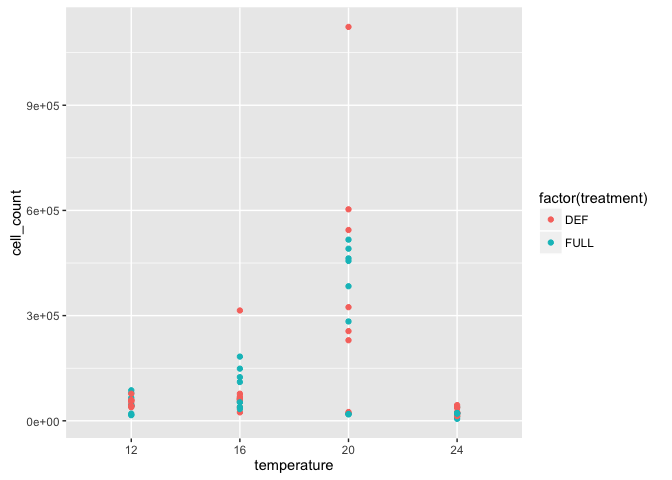 9e+05
6e+05
3e+05
0e+00
cell_count
12 16 20 24
temperature
factor(treatment)
DEF
FULL